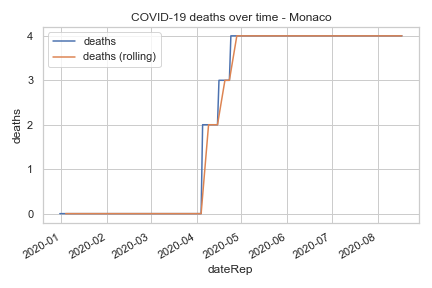 COVID-19 deaths over time - Monaco
deaths
deaths (rolling)
4
3
2
1
0
deaths
2020-01
2020-02
2020-03
2020-04
2020-05
2020-06
2020-07
2020-08
dateRep